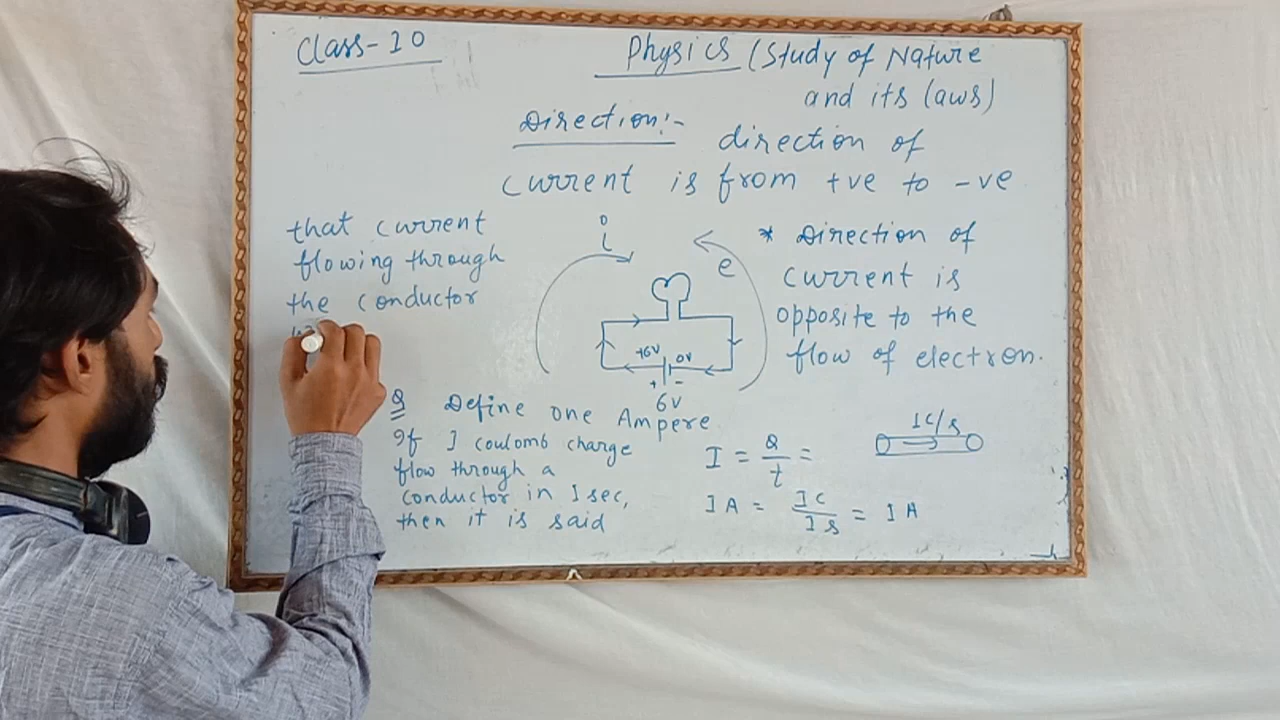 Class-10
Physics (Study of Nature
and its laws)
Direction:-
direction of
current is from +ve to -ve
that current
flowing through
the conductor
i
e
+6V 0V
+ -
6V
* Direction of
current is
opposite to the
flow of electron.
Q Define one Ampere
If 1 coulomb charge
flow through a
conductor in 1 sec,
then it is said
I = Q/t =
1C/s
1A = 1C/1s = 1A